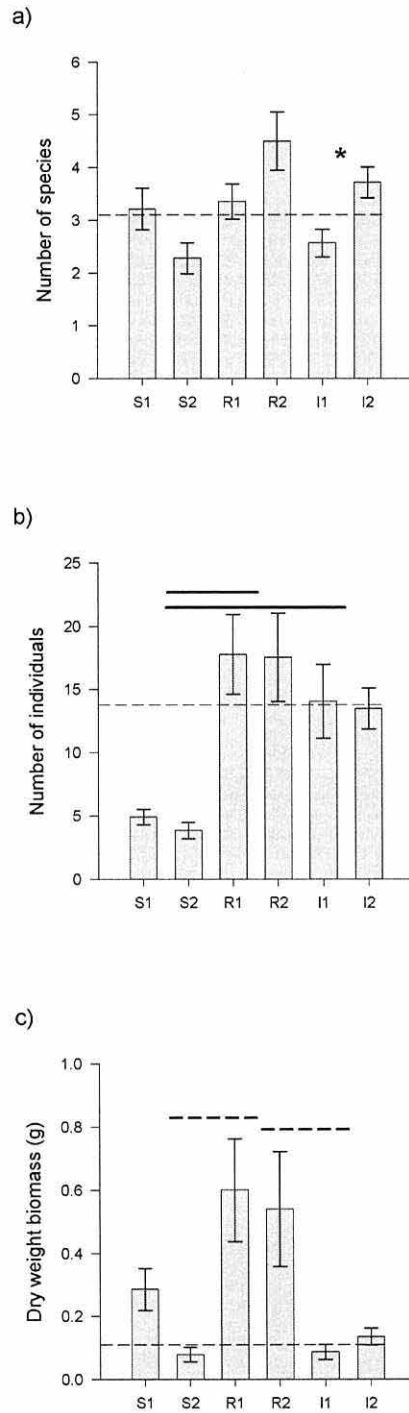 a)
Number of species
6
5
4
3
2
1
0
*
S1 S2 R1 R2 I1 I2
b)
Number of individuals
25
20
15
10
5
0
S1 S2 R1 R2 I1 I2
c)
Dry weight biomass (g)
1.0
0.8
0.6
0.4
0.2
0.0
S1 S2 R1 R2 I1 I2